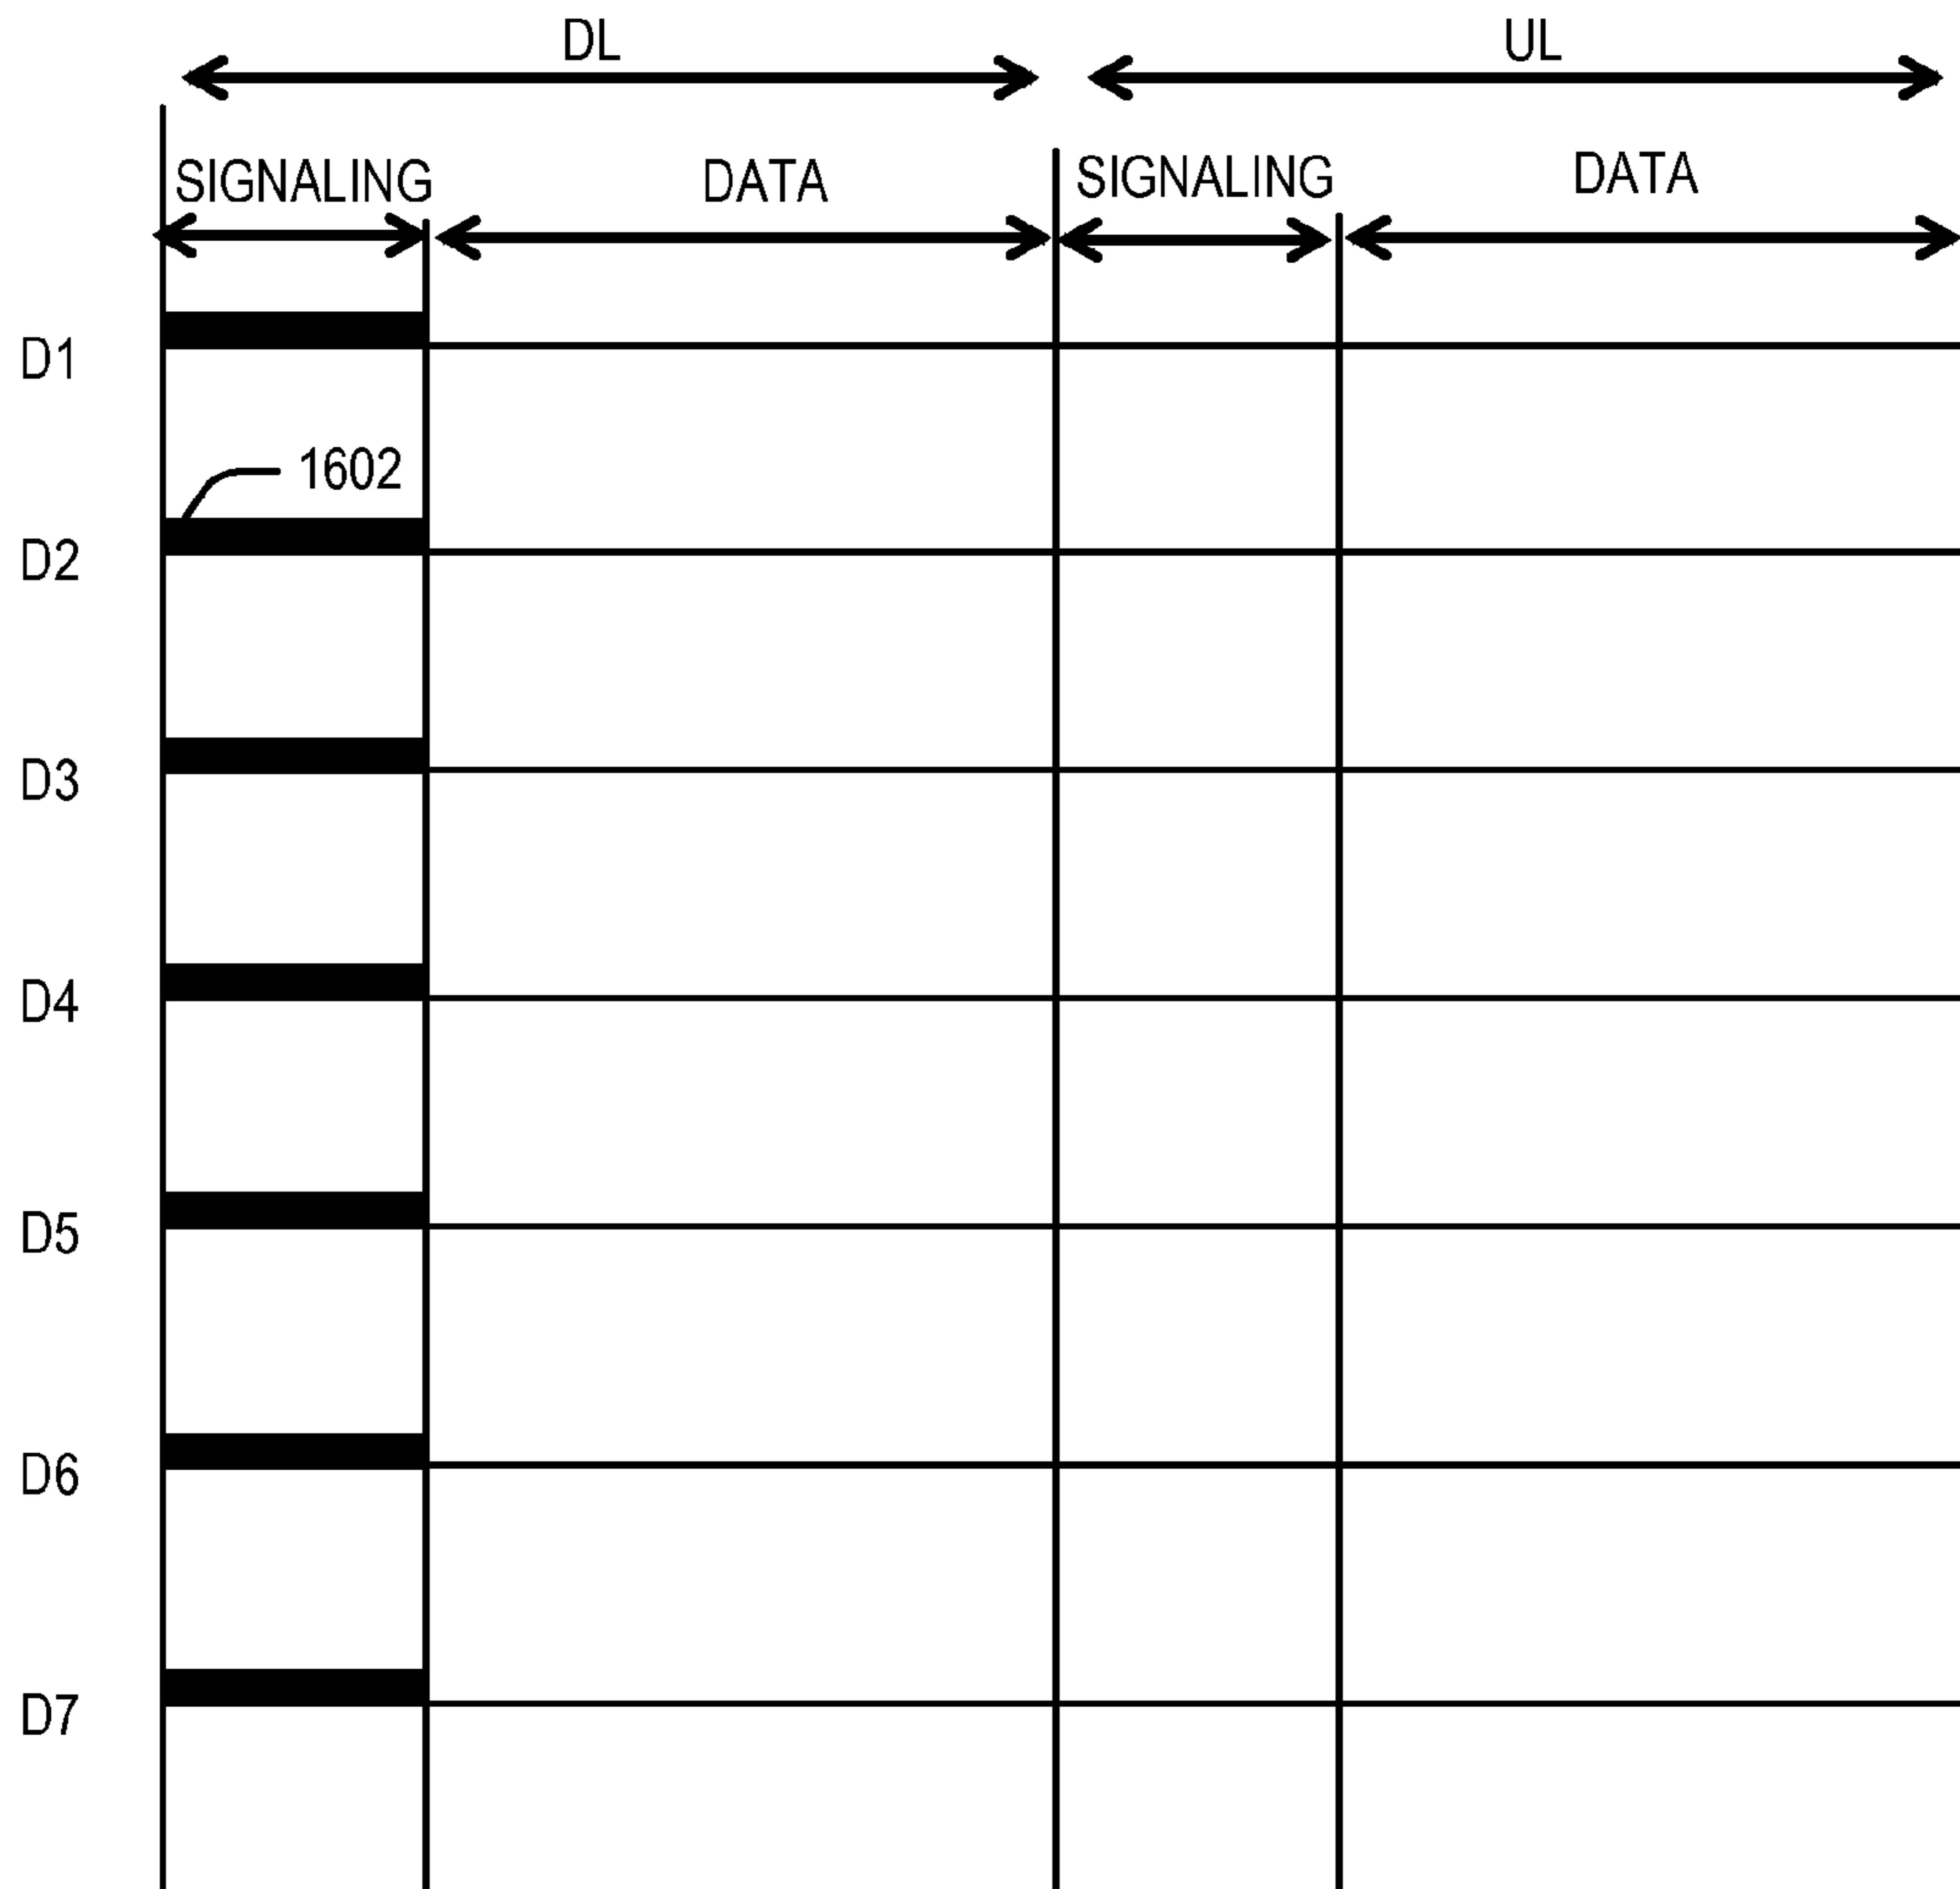 DL UL
SIGNALING DATA SIGNALING DATA
D1
1602
D2
D3
D4
D5
D6
D7